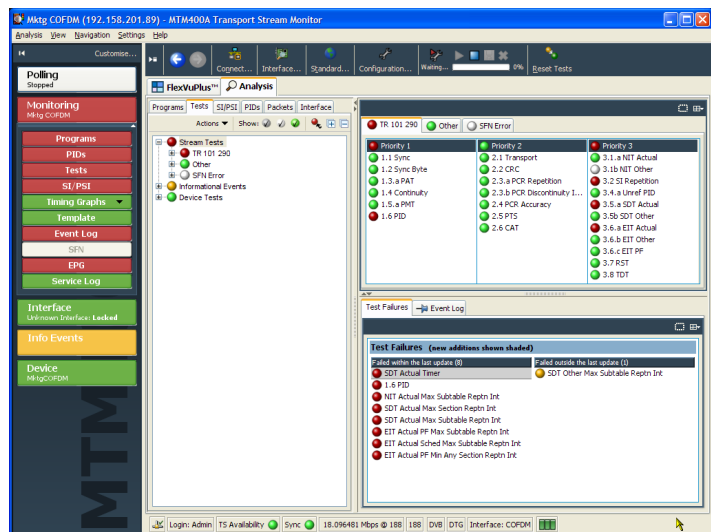 Mktg COFDM (192.158.201.89) - MTM400A Transport Stream Monitor
Analysis View Navigation Settings Help
Customise...
Polling
Stopped
Monitoring
Mktg COFDM
Programs
PIDs
Tests
SI/PSI
Timing Graphs
Template
Event Log
SFN
EPG
Service Log
Interface
Unknown Interface: Locked
Info Events
Device
MktgCOFDM
MTM
Connect... Interface... Standard... Configuration... Waiting... 0% Reset Tests
FlexVuPlus™ Analysis
Programs Tests SI/PSI PIDs Packets Interface
Actions Show:
Stream Tests
TR 101 290
Other
SFN Error
Informational Events
Device Tests
TR 101 290 Other SFN Error
Priority 1
1.1 Sync
1.2 Sync Byte
1.3.a PAT
1.4 Continuity
1.5.a PMT
1.6 PID
Priority 2
2.1 Transport
2.2 CRC
2.3.a PCR Repetition
2.3.b PCR Discontinuity I...
2.4 PCR Accuracy
2.5 PTS
2.6 CAT
Priority 3
3.1.a NIT Actual
3.1b NIT Other
3.2 SI Repetition
3.4.a Unref PID
3.5.a SDT Actual
3.5b SDT Other
3.6.a EIT Actual
3.6.b EIT Other
3.6.c EIT PF
3.7 RST
3.8 TDT
Test Failures Event Log
Test Failures (new additions shown shaded)
Failed within the last update (8)
SDT Actual Timer
1.6 PID
NIT Actual Max Subtable Reptn Int
SDT Actual Max Section Reptn Int
SDT Actual Max Subtable Reptn Int
EIT Actual PF Max Subtable Reptn Int
EIT Actual Sched Max Subtable Reptn Int
EIT Actual PF Min Any Section Reptn Int
Failed outside the last update (1)
SDT Other Max Subtable Reptn Int
Login: Admin TS Availability Sync 18.096481 Mbps @ 188 188 DVB DTG Interface: COFDM